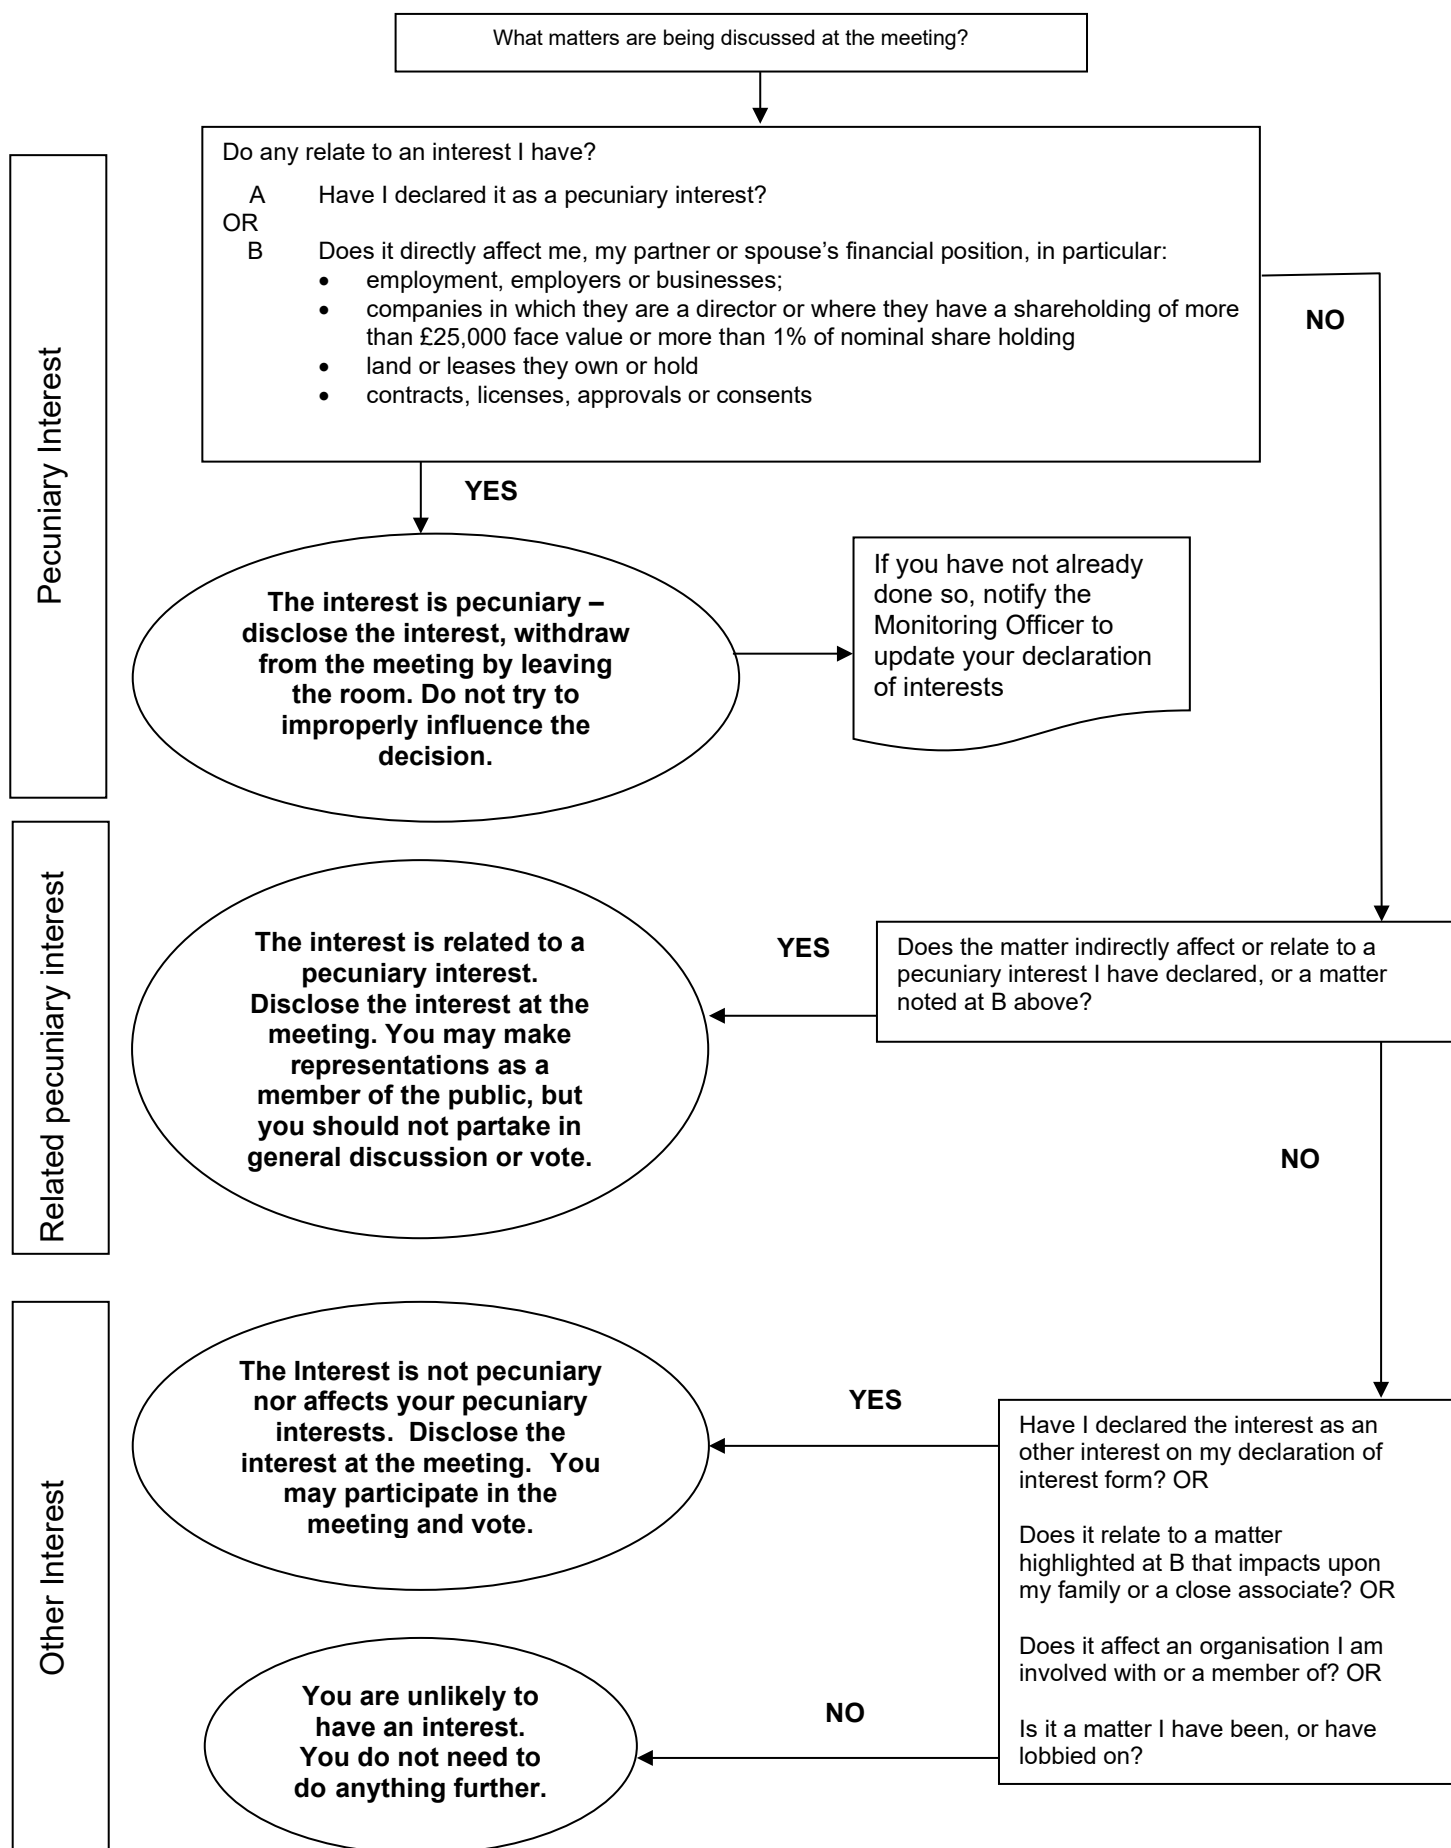 What matters are being discussed at the meeting?
Pecuniary Interest
Do any relate to an interest I have?
A Have I declared it as a pecuniary interest?
OR
B Does it directly affect me, my partner or spouse’s financial position, in particular:
• employment, employers or businesses;
• companies in which they are a director or where they have a shareholding of more
than £25,000 face value or more than 1% of nominal share holding
• land or leases they own or hold
• contracts, licenses, approvals or consents
NO
YES
The interest is pecuniary –
disclose the interest, withdraw
from the meeting by leaving
the room. Do not try to
improperly influence the
decision.
If you have not already
done so, notify the
Monitoring Officer to
update your declaration
of interests
Related pecuniary interest
The interest is related to a
pecuniary interest.
Disclose the interest at the
meeting. You may make
representations as a
member of the public, but
you should not partake in
general discussion or vote.
YES
Does the matter indirectly affect or relate to a
pecuniary interest I have declared, or a matter
noted at B above?
NO
Other Interest
The Interest is not pecuniary
nor affects your pecuniary
interests. Disclose the
interest at the meeting. You
may participate in the
meeting and vote.
YES
Have I declared the interest as an
other interest on my declaration of
interest form? OR
Does it relate to a matter
highlighted at B that impacts upon
my family or a close associate? OR
Does it affect an organisation I am
involved with or a member of? OR
Is it a matter I have been, or have
lobbied on?
NO
You are unlikely to
have an interest.
You do not need to
do anything further.